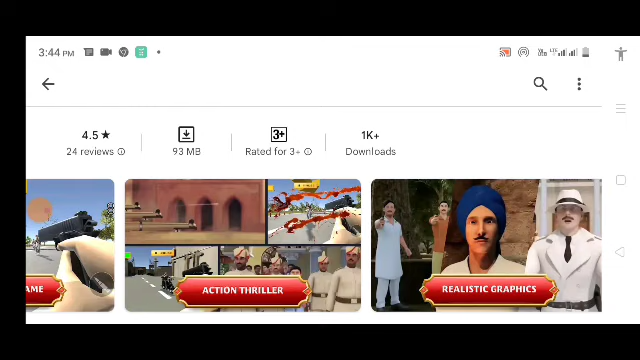 3:44 PM
4.5★
24 reviews
93 MB
3+
Rated for 3+
1K+
Downloads
AME
ACTION THRILLER
REALISTIC GRAPHICS